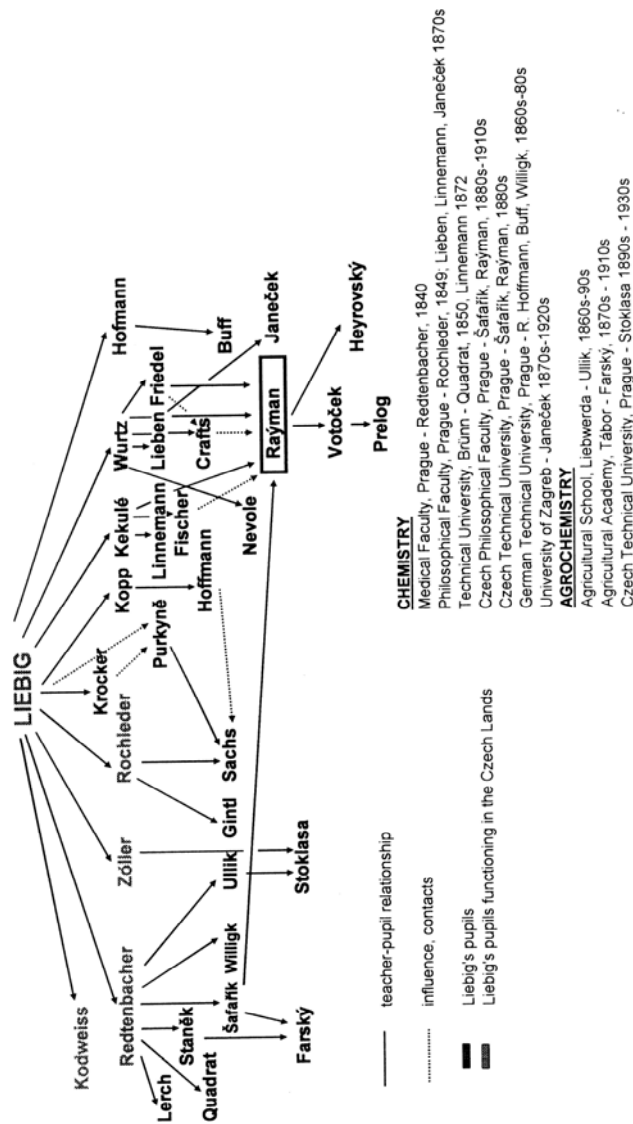 LIEBIG
Kodweiss
Redtenbacher
Zöller
Rochleder
Krocker
Kopp
Kekulé
Wurtz
Hofmann
Lerch
Staněk
Purkyně
Linnemann
Lieben
Friedel
Quadrat
Šafařík
Willigk
Ullik
Gintl
Sachs
Hoffmann
Fischer
Crafts
Buff
Nevole
Janeček
Farský
Stoklasa
Raýman
Votoček
Heyrovský
Prelog
teacher-pupil relationship
influence, contacts
Liebig's pupils
Liebig's pupils functioning in the Czech Lands
CHEMISTRY
Medical Faculty, Prague - Redtenbacher, 1840
Philosophical Faculty, Prague - Rochleder, 1849; Lieben, Linnemann, Janeček 1870s
Technical University, Brünn - Quadrat, 1850, Linnemann 1872
Czech Philosophical Faculty, Prague - Šafařík, Raýman, 1880s-1910s
Czech Technical University, Prague - Šafařík, Raýman, 1880s
German Technical University, Prague - R. Hoffmann, Buff, Willigk, 1860s-80s
University of Zagreb - Janeček 1870s-1920s
AGROCHEMISTRY
Agricultural School, Liebwerda - Ullik, 1860s-90s
Agricultural Academy, Tábor - Farský, 1870s - 1910s
Czech Technical University, Prague - Stoklasa 1890s - 1930s